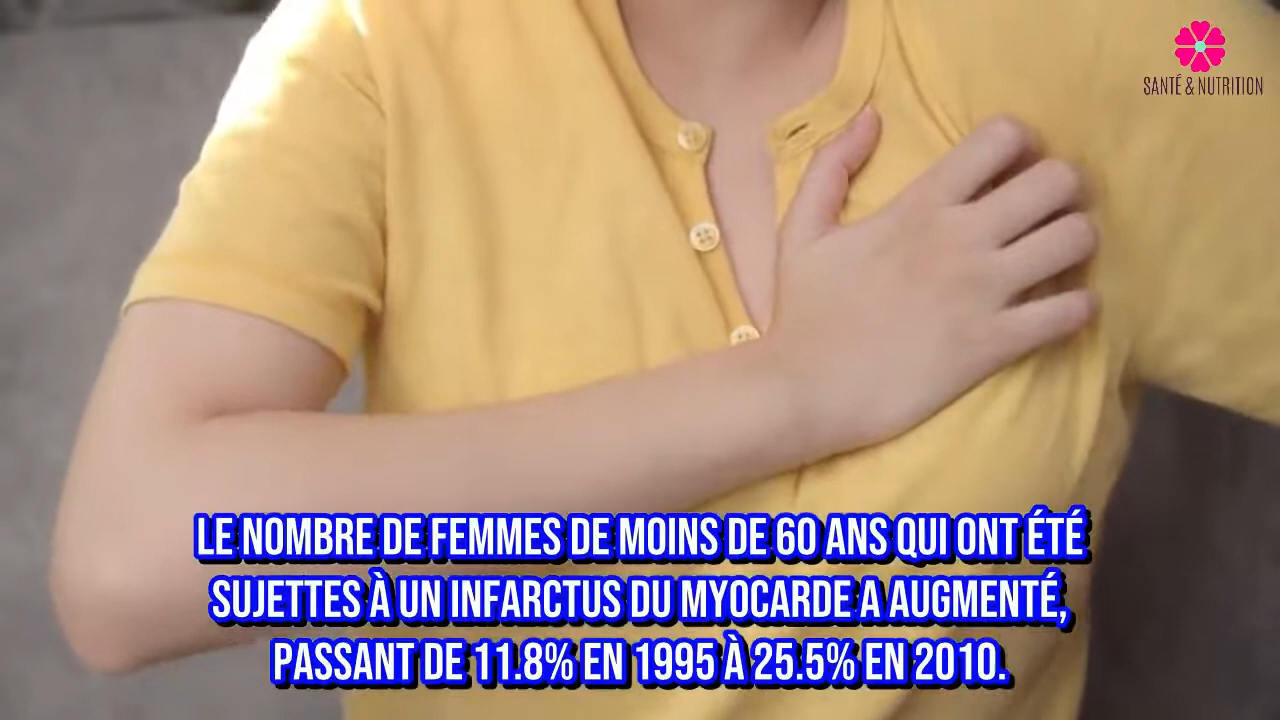 SANTÉ & NUTRITION
LE NOMBRE DE FEMMES DE MOINS DE 60 ANS QUI ONT ÉTÉ
SUJETTES À UN INFARCTUS DU MYOCARDE A AUGMENTÉ,
PASSANT DE 11.8% EN 1995 À 25.5% EN 2010.